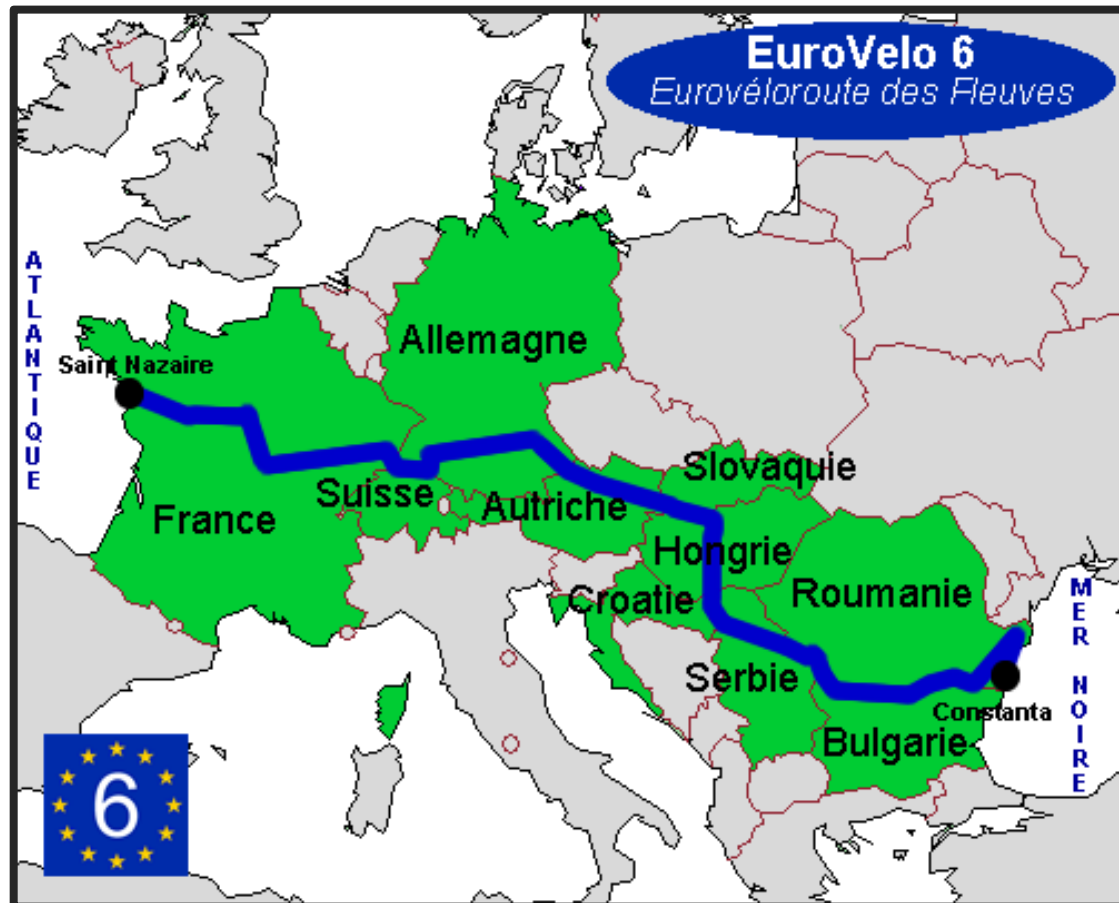 EuroVelo 6
Eurovéloroute des Fleuves
ATLANTIQUE
Allemagne
Saint Nazaire
Slovaquie
Suisse
Autriche
France
Hongrie
Croatie
Roumanie
MER NOIRE
Serbie
Constanta
Bulgarie
6